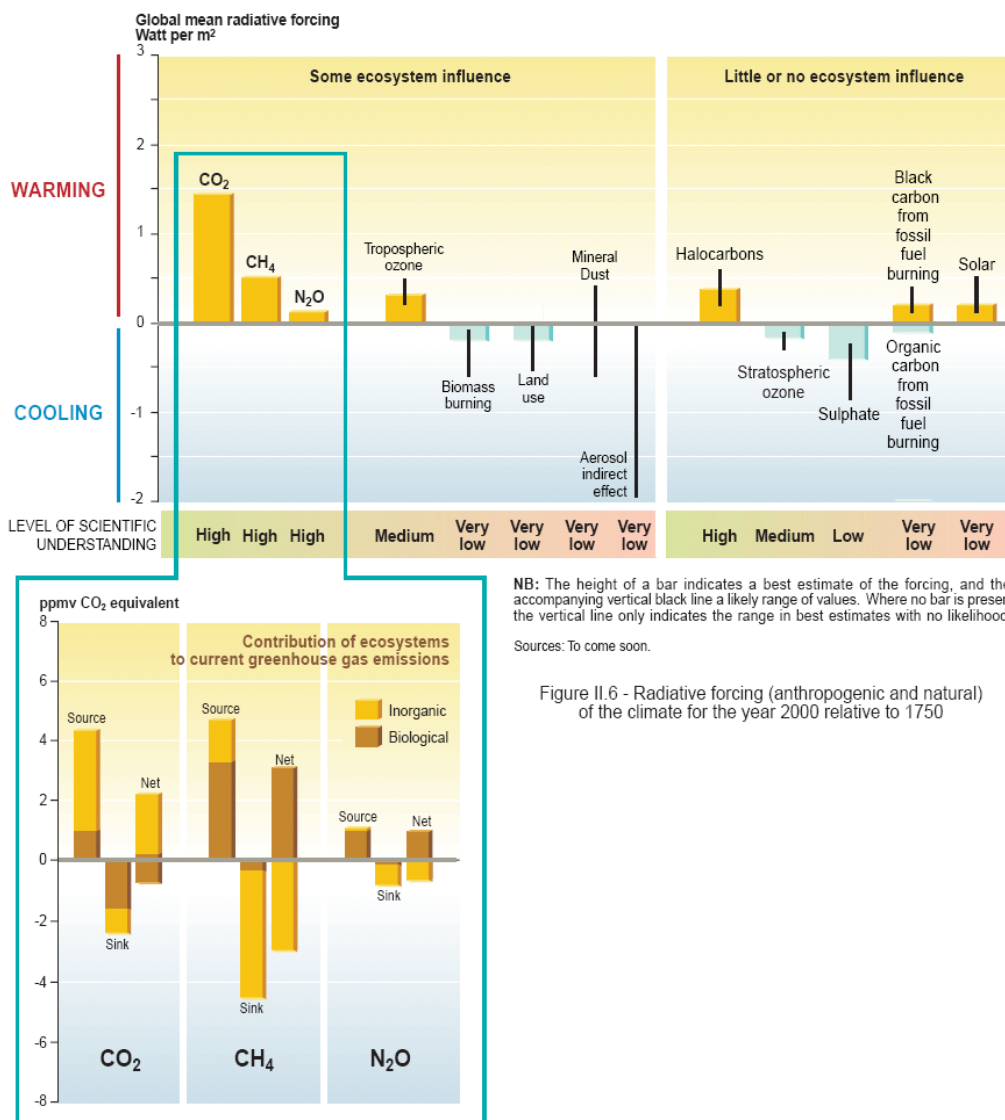 Global mean radiative forcing
Watt per m²
3
2
1
0
-1
-2
WARMING
COOLING
Some ecosystem influence
CO₂
CH₄
N₂O
Tropospheric
ozone
Biomass
burning
Land
use
Mineral
Dust
Aerosol
indirect
effect
Little or no ecosystem influence
Halocarbons
Stratospheric
ozone
Sulphate
Black
carbon
from
fossil
fuel
burning
Organic
carbon
from
fossil
fuel
burning
Solar
LEVEL OF SCIENTIFIC
UNDERSTANDING
High High High Medium Very low Very low Very low Very low High Medium Low Very low Very low
NB: The height of a bar indicates a best estimate of the forcing, and the
accompanying vertical black line a likely range of values. Where no bar is presen
the vertical line only indicates the range in best estimates with no likelihood
Sources: To come soon.
Figure II.6 - Radiative forcing (anthropogenic and natural)
of the climate for the year 2000 relative to 1750
ppmv CO₂ equivalent
8
6
4
2
0
-2
-4
-6
-8
Contribution of ecosystems
to current greenhouse gas emissions
Inorganic
Biological
Source
Net
Sink
CO₂
Source
Net
Sink
CH₄
Source
Net
Sink
N₂O